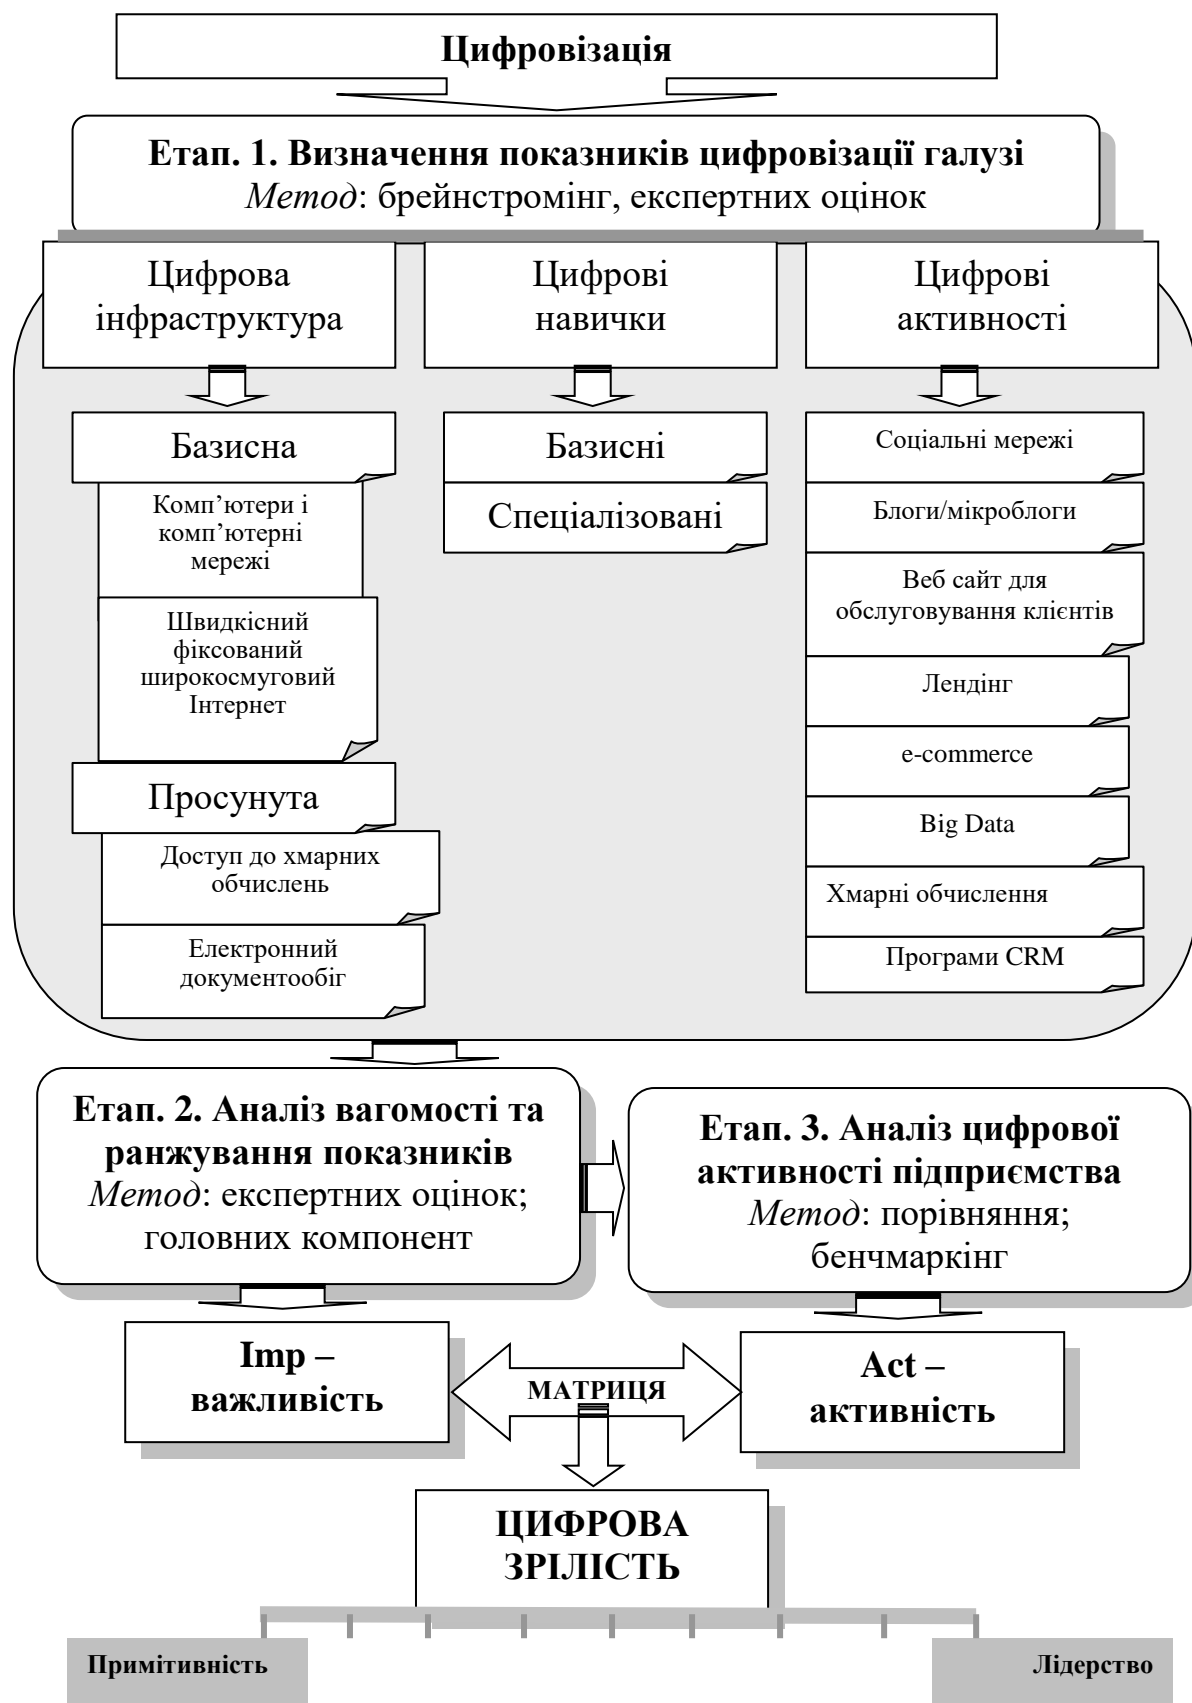 Цифровізація
Етап. 1. Визначення показників цифровізації галузі
Метод: брейнстромінг, експертних оцінок
Цифрова
інфраструктура
Базисна
Комп’ютери і
комп’ютерні
мережі
Швидкісний
фіксований
широкосмуговий
Інтернет
Просунута
Доступ до хмарних
обчислень
Електронний
документообіг
Цифрові
навички
Базисні
Спеціалізовані
Цифрові
активності
Соціальні мережі
Блоги/мікроблоги
Веб сайт для
обслуговування клієнтів
Лендінг
e-commerce
Big Data
Хмарні обчислення
Програми CRM
Етап. 2. Аналіз вагомості та
ранжування показників
Метод: експертних оцінок;
головних компонент
Етап. 3. Аналіз цифрової
активності підприємства
Метод: порівняння;
бенчмаркінг
Imp –
важливість
МАТРИЦЯ
Act –
активність
ЦИФРОВА
ЗРІЛІСТЬ
Примітивність
Лідерство